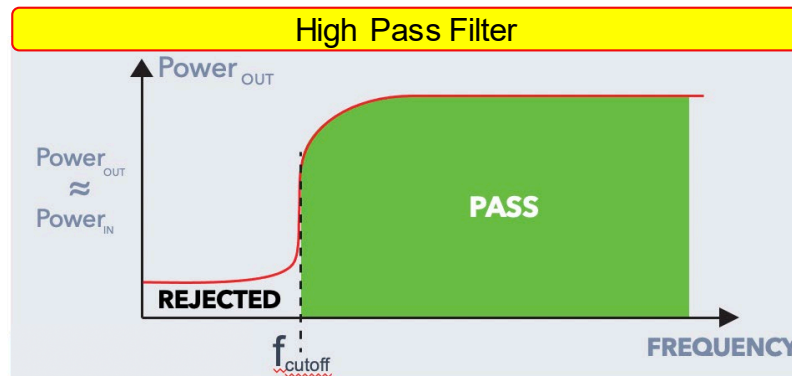 High Pass Filter
Power OUT
Power OUT
≈
Power IN
PASS
REJECTED
f cutoff
FREQUENCY